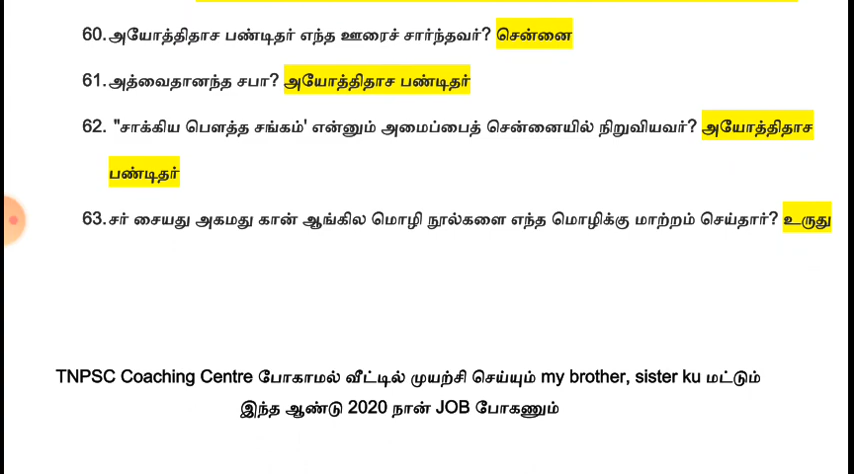 60.அயோத்திதாச பண்டிதர் எந்த ஊரைச் சார்ந்தவர்? சென்னை
61.அத்வைதானந்த சபா? அயோத்திதாச பண்டிதர்
62. "சாக்கிய பௌத்த சங்கம்' என்னும் அமைப்பைத் சென்னையில் நிறுவியவர்? அயோத்திதாச
பண்டிதர்
63.சர் சையது அகமது கான் ஆங்கில மொழி நூல்களை எந்த மொழிக்கு மாற்றம் செய்தார்? உருது
TNPSC Coaching Centre போகாமல் வீட்டில் முயற்சி செய்யும் my brother, sister ku மட்டும்
இந்த ஆண்டு 2020 நான் JOB போகணும்